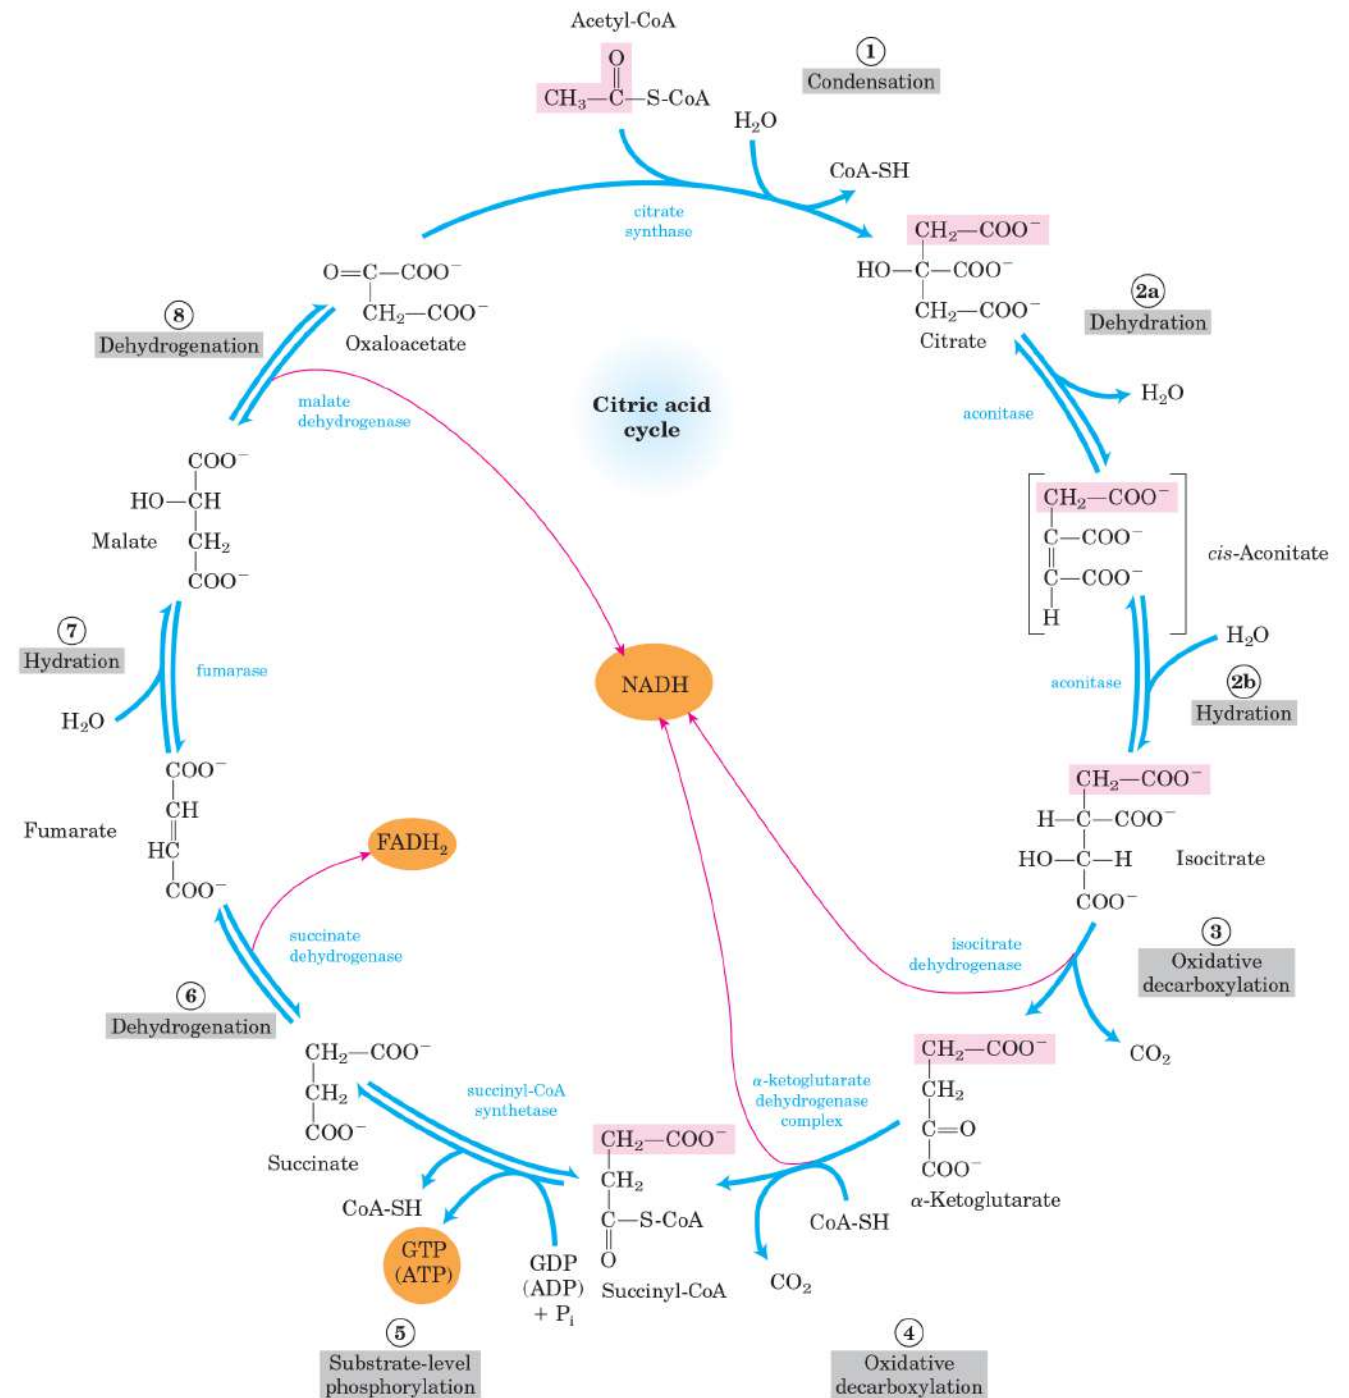 Acetyl-CoA
O
CH₃—C—S-CoA
1
Condensation
H₂O
CoA-SH
citrate
synthase
CH₂—COO⁻
HO—C—COO⁻
CH₂—COO⁻
Citrate
2a
Dehydration
H₂O
aconitase
CH₂—COO⁻
C—COO⁻
C—COO⁻
H
cis-Aconitate
H₂O
aconitase
2b
Hydration
CH₂—COO⁻
H—C—COO⁻
HO—C—H
COO⁻
Isocitrate
3
Oxidative
decarboxylation
isocitrate
dehydrogenase
CO₂
CH₂—COO⁻
CH₂
C=O
COO⁻
α-Ketoglutarate
α-ketoglutarate
dehydrogenase
complex
CoA-SH
CO₂
4
Oxidative
decarboxylation
CH₂—COO⁻
CH₂
C—S-CoA
O
Succinyl-CoA
succinyl-CoA
synthetase
GDP
(ADP)
+ Pᵢ
GTP
(ATP)
CoA-SH
5
Substrate-level
phosphorylation
CH₂—COO⁻
CH₂
COO⁻
Succinate
6
Dehydrogenation
succinate
dehydrogenase
FADH₂
COO⁻
CH
HC
COO⁻
Fumarate
7
Hydration
H₂O
fumarase
COO⁻
HO—CH
CH₂
COO⁻
Malate
8
Dehydrogenation
malate
dehydrogenase
O=C—COO⁻
CH₂—COO⁻
Oxaloacetate
Citric acid
cycle
NADH